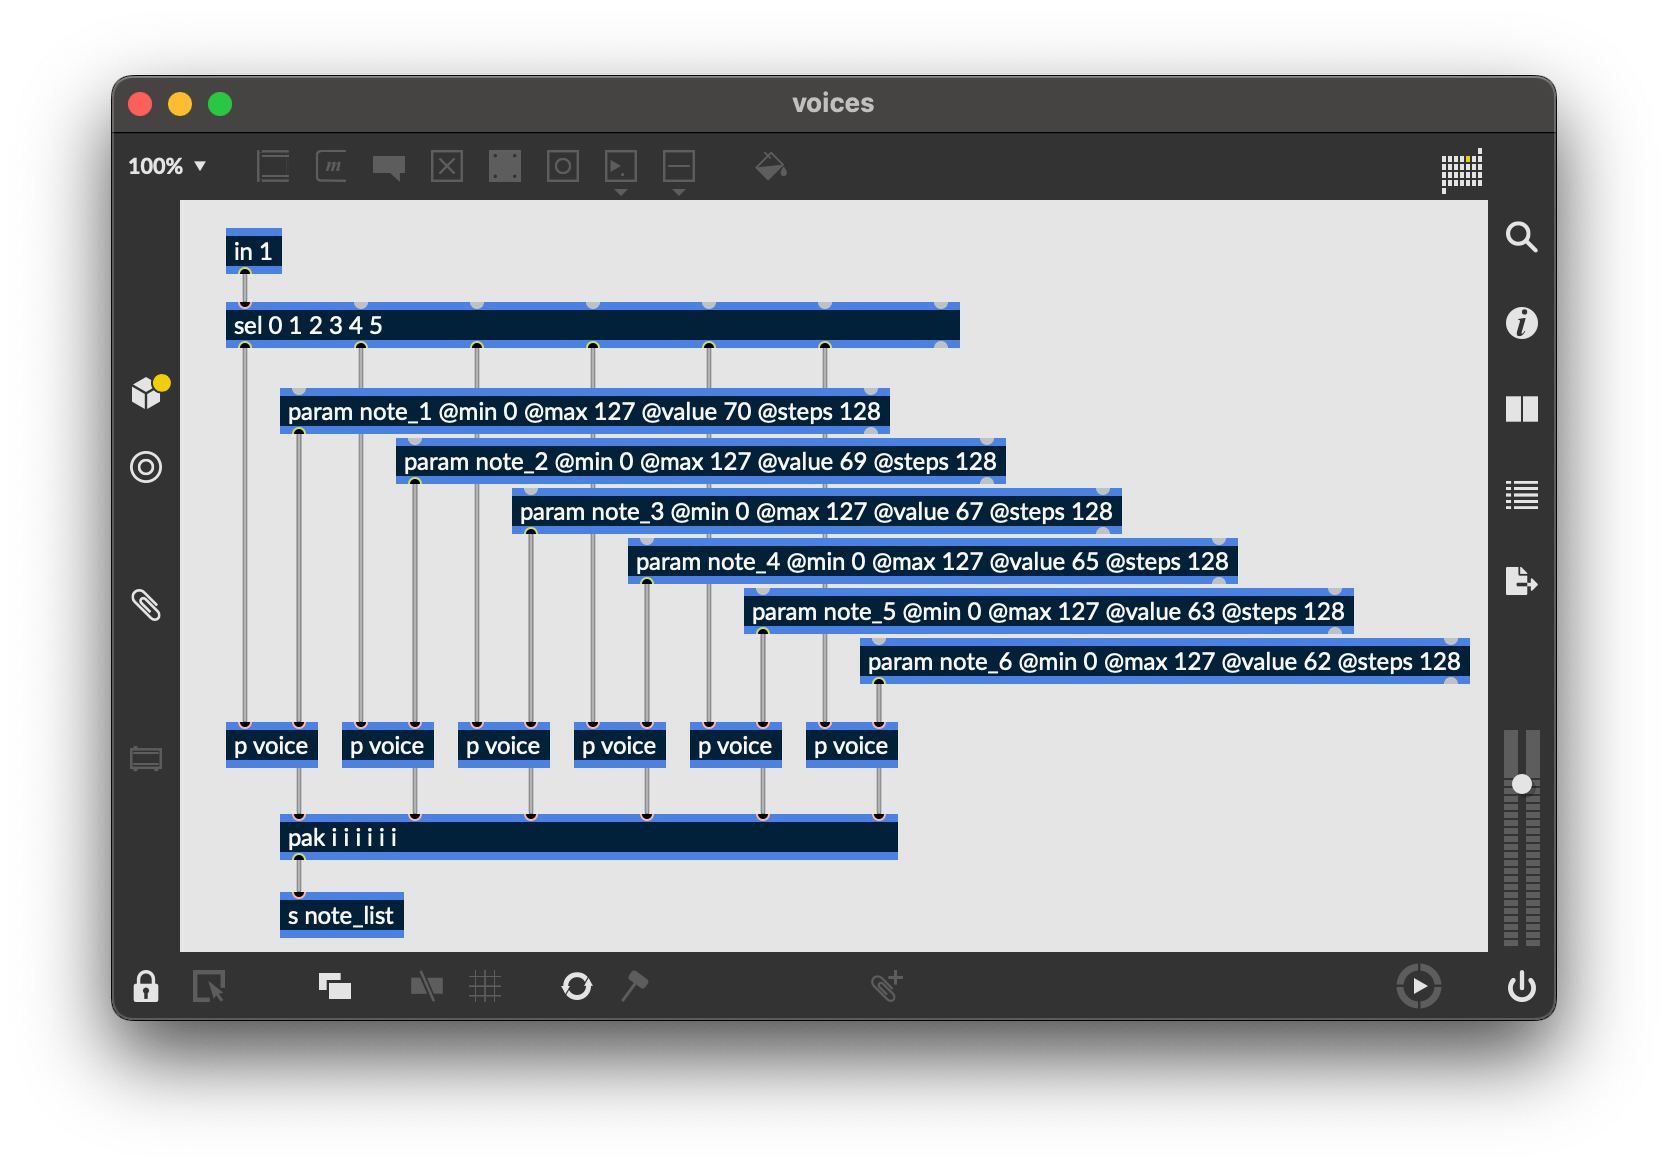 voices
100%
in 1
sel 0 1 2 3 4 5
param note_1 @min 0 @max 127 @value 70 @steps 128
param note_2 @min 0 @max 127 @value 69 @steps 128
param note_3 @min 0 @max 127 @value 67 @steps 128
param note_4 @min 0 @max 127 @value 65 @steps 128
param note_5 @min 0 @max 127 @value 63 @steps 128
param note_6 @min 0 @max 127 @value 62 @steps 128
p voice p voice p voice p voice p voice p voice
pak i i i i i i
s note_list